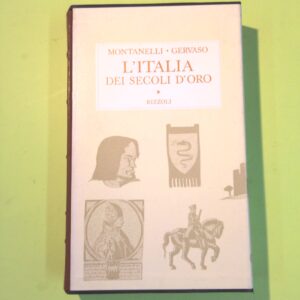 MONTANELLI • GERVASO
L'ITALIA
DEI SECOLI D'ORO
*
RIZZOLI